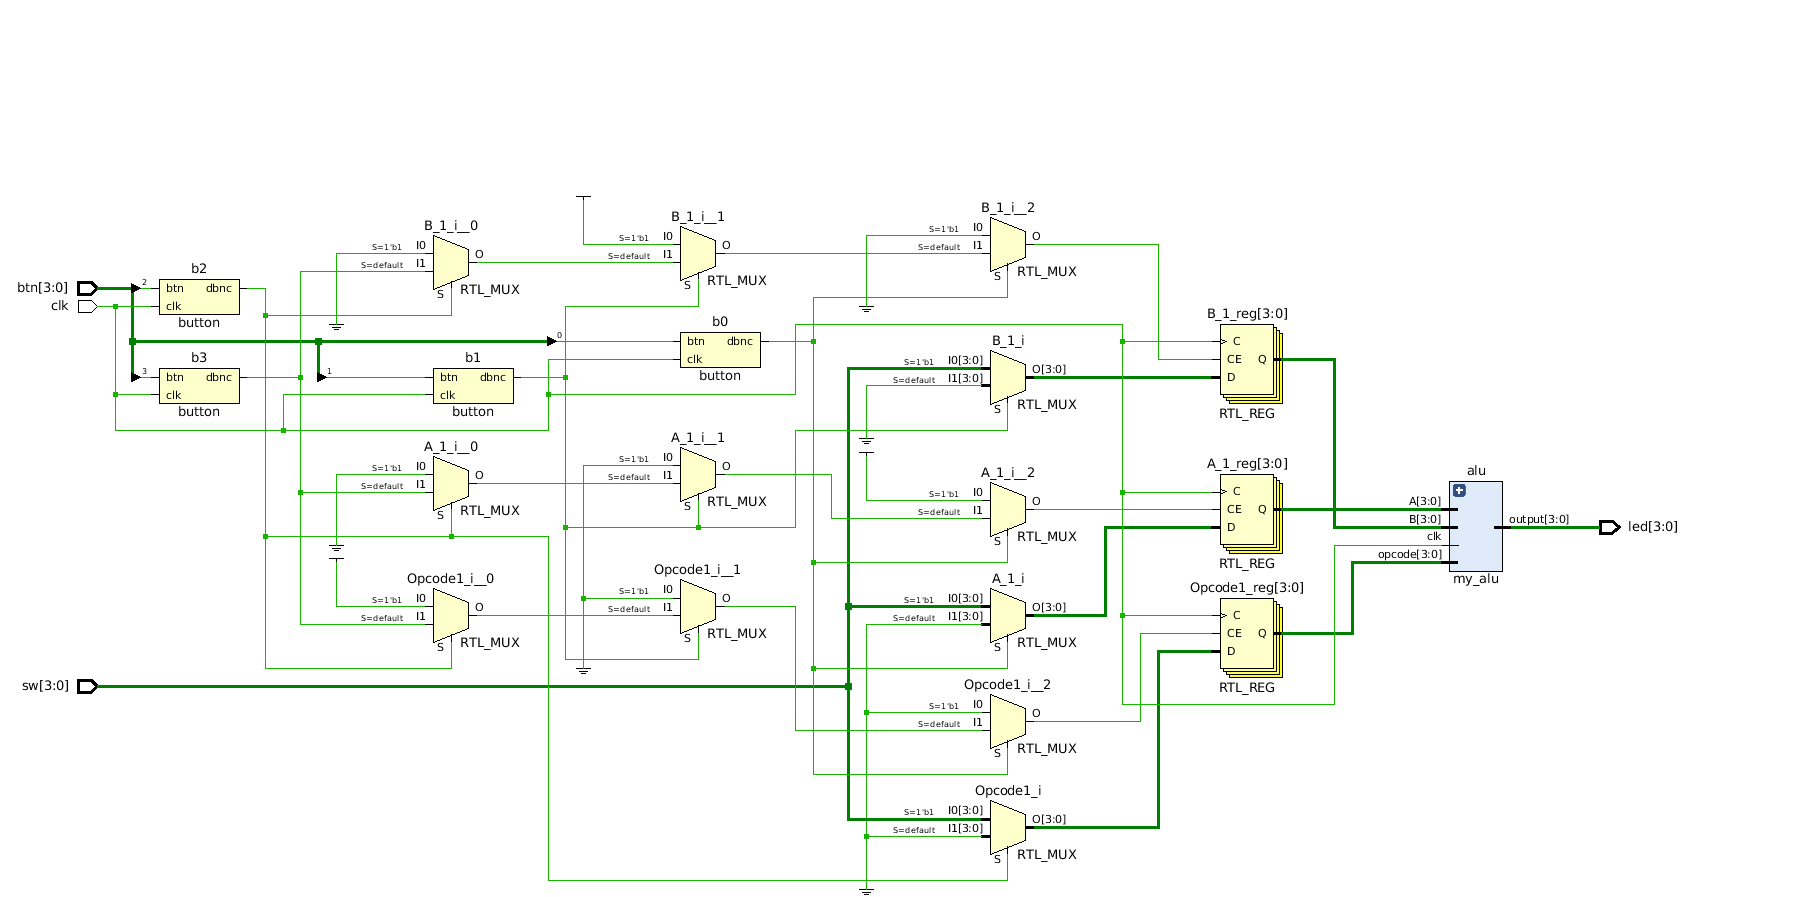 btn[3:0]
clk
sw[3:0]
b2
2
btn dbnc
clk
button
b3
3
btn dbnc
clk
button
B_1_i__0
S=1'b1 I0
S=default I1
O
S
RTL_MUX
1
b1
btn dbnc
clk
button
A_1_i__0
S=1'b1 I0
S=default I1
O
S
RTL_MUX
Opcode1_i__0
S=1'b1 I0
S=default I1
O
S
RTL_MUX
B_1_i__1
S=1'b1 I0
S=default I1
O
S
RTL_MUX
0
b0
btn dbnc
clk
button
A_1_i__1
S=1'b1 I0
S=default I1
O
S
RTL_MUX
Opcode1_i__1
S=1'b1 I0
S=default I1
O
S
RTL_MUX
B_1_i__2
S=1'b1 I0
S=default I1
O
S
RTL_MUX
B_1_i
S=1'b1 I0[3:0]
S=default I1[3:0]
O[3:0]
S
RTL_MUX
A_1_i__2
S=1'b1 I0
S=default I1
O
S
RTL_MUX
A_1_i
S=1'b1 I0[3:0]
S=default I1[3:0]
O[3:0]
S
RTL_MUX
Opcode1_i__2
S=1'b1 I0
S=default I1
O
S
RTL_MUX
Opcode1_i
S=1'b1 I0[3:0]
S=default I1[3:0]
O[3:0]
S
RTL_MUX
B_1_reg[3:0]
C
CE Q
D
RTL_REG
A_1_reg[3:0]
C
CE Q
D
RTL_REG
Opcode1_reg[3:0]
C
CE Q
D
RTL_REG
alu
A[3:0]
B[3:0]
clk
opcode[3:0]
output[3:0]
my_alu
led[3:0]